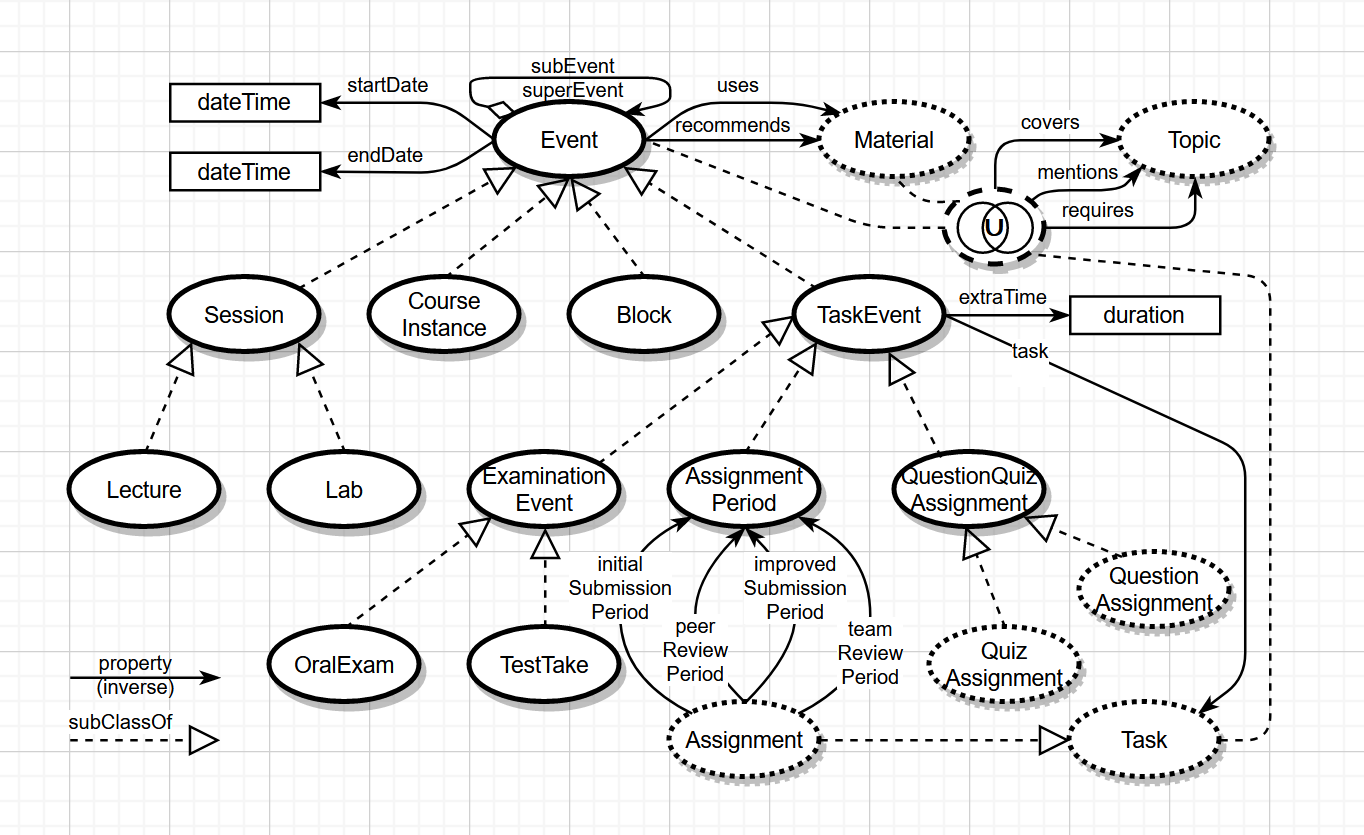 subEvent
superEvent
startDate
dateTime
Event
uses
recommends
Material
covers
Topic
mentions
requires
endDate
dateTime
U
Session
Course
Instance
Block
TaskEvent
extraTime
duration
task
Lecture
Lab
Examination
Event
Assignment
Period
QuestionQuiz
Assignment
initial
Submission
Period
improved
Submission
Period
peer
Review
Period
team
Review
Period
Question
Assignment
Quiz
Assignment
OralExam
TestTake
property
(inverse)
subClassOf
Assignment
Task